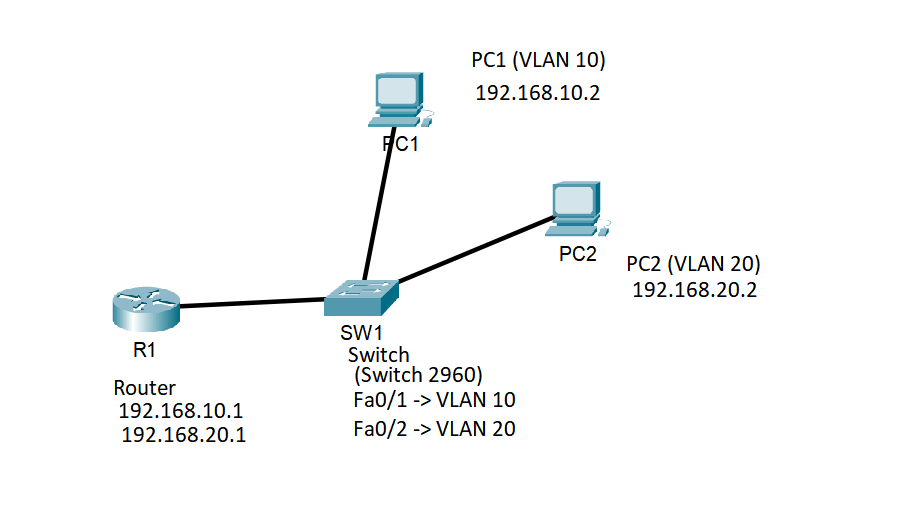 PC1 (VLAN 10)
192.168.10.2
PC1
PC2
PC2 (VLAN 20)
192.168.20.2
SW1
R1
Switch
(Switch 2960)
Fa0/1 -> VLAN 10
Fa0/2 -> VLAN 20
Router
192.168.10.1
192.168.20.1